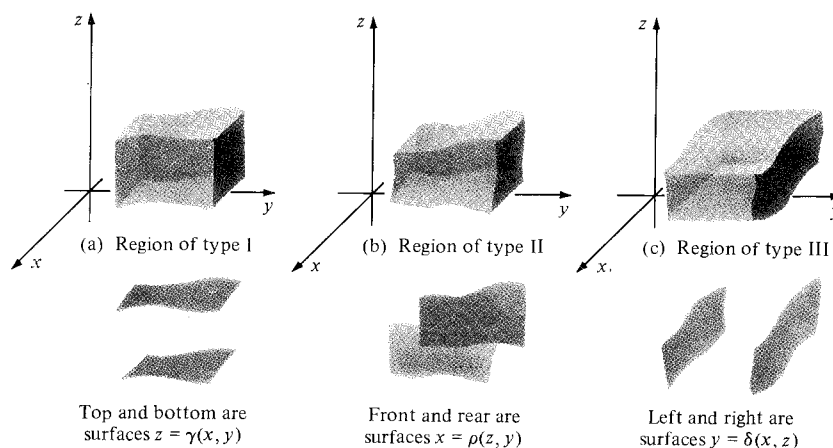 z
y
x
(a) Region of type I
Top and bottom are
surfaces z = γ(x, y)
z
y
x
(b) Region of type II
Front and rear are
surfaces x = ρ(z, y)
z
x
(c) Region of type III
Left and right are
surfaces y = δ(x, z)